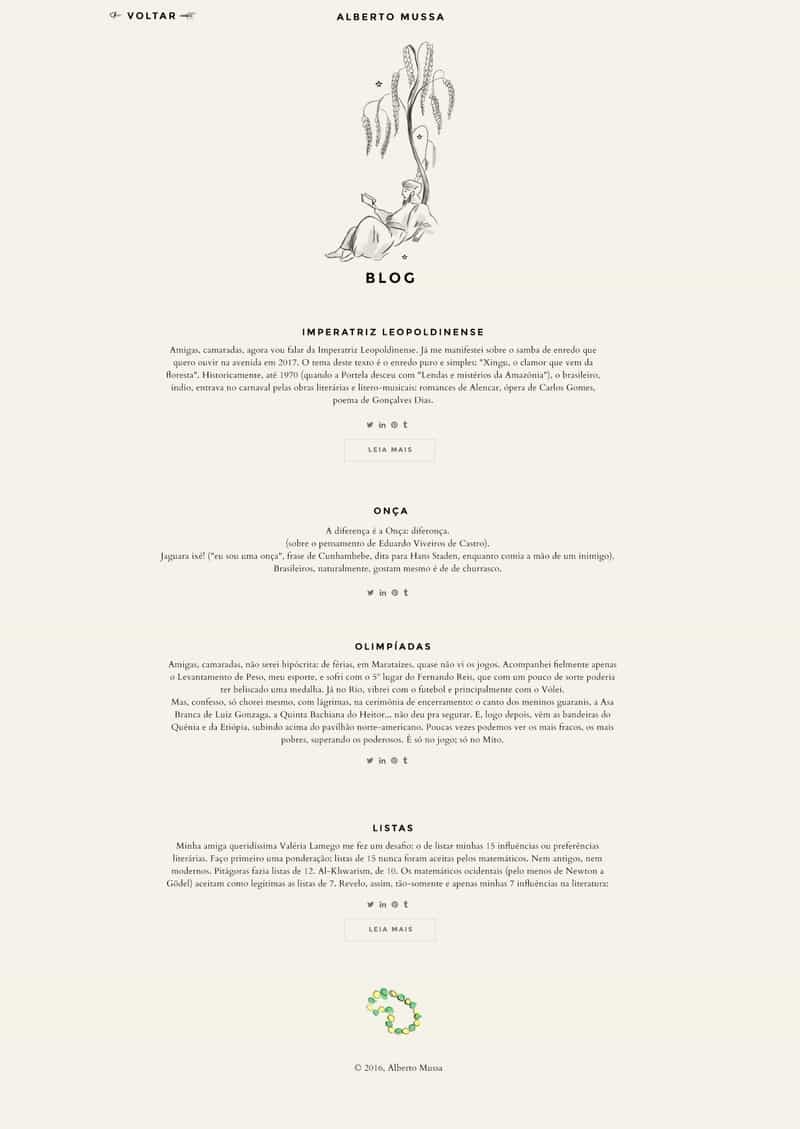 VOLTAR
ALBERTO MUSSA
BLOG
IMPERATRIZ LEOPOLDINENSE
Amigas, camaradas, agora vou falar da Imperatriz Leopoldinense. Já me manifestei sobre o samba de enredo que
quero ouvir na avenida em 2017. O tema deste texto é o enredo puro e simples: "Xingu, o clamor que vem da
floresta". Historicamente, até 1970 (quando a Portela desceu com "Lendas e mistérios da Amazônia"), o brasileiro,
índio, entrava no carnaval pelas obras literárias e lítero-musicais: romances de Alencar, ópera de Carlos Gomes,
poema de Gonçalves Dias.
LEIA MAIS
ONÇA
A diferença é a Onça: diferonça.
(sobre o pensamento de Eduardo Viveiros de Castro).
Jaguara ixé! ("eu sou uma onça", frase de Cunhambebe, dita para Hans Staden, enquanto comia a mão de um inimigo).
Brasileiros, naturalmente, gostam mesmo é de de churrasco.
OLIMPÍADAS
Amigas, camaradas, não serei hipócrita: de férias, em Marataízes, quase não vi os jogos. Acompanhei fielmente apenas
o Levantamento de Peso, meu esporte, e sofri com o 5º lugar do Fernando Reis, que com um pouco de sorte poderia
ter beliscado uma medalha. Já no Rio, vibrei com o futebol e principalmente com o Vôlei.
Mas, confesso, só chorei mesmo, com lágrimas, na cerimônia de encerramento: o canto dos meninos guaranis, a Asa
Branca de Luiz Gonzaga, a Quinta Bachiana do Heitor... não deu pra segurar. E, logo depois, vêm as bandeiras do
Quênia e da Etiópia, subindo acima do pavilhão norte-americano. Poucas vezes podemos ver os mais fracos, os mais
pobres, superando os poderosos. É só no jogo; só no Mito.
LISTAS
Minha amiga queridíssima Valéria Lamego me fez um desafio: o de listar minhas 15 influências ou preferências
literárias. Faço primeiro uma ponderação: listas de 15 nunca foram aceitas pelos matemáticos. Nem antigos, nem
modernos. Pitágoras fazia listas de 12. Al-Khwarism, de 10. Os matemáticos ocidentais (pelo menos de Newton a
Gödel) aceitam como legítimas as listas de 7. Revelo, assim, tão-somente e apenas minhas 7 influências na literatura:
LEIA MAIS
© 2016, Alberto Mussa